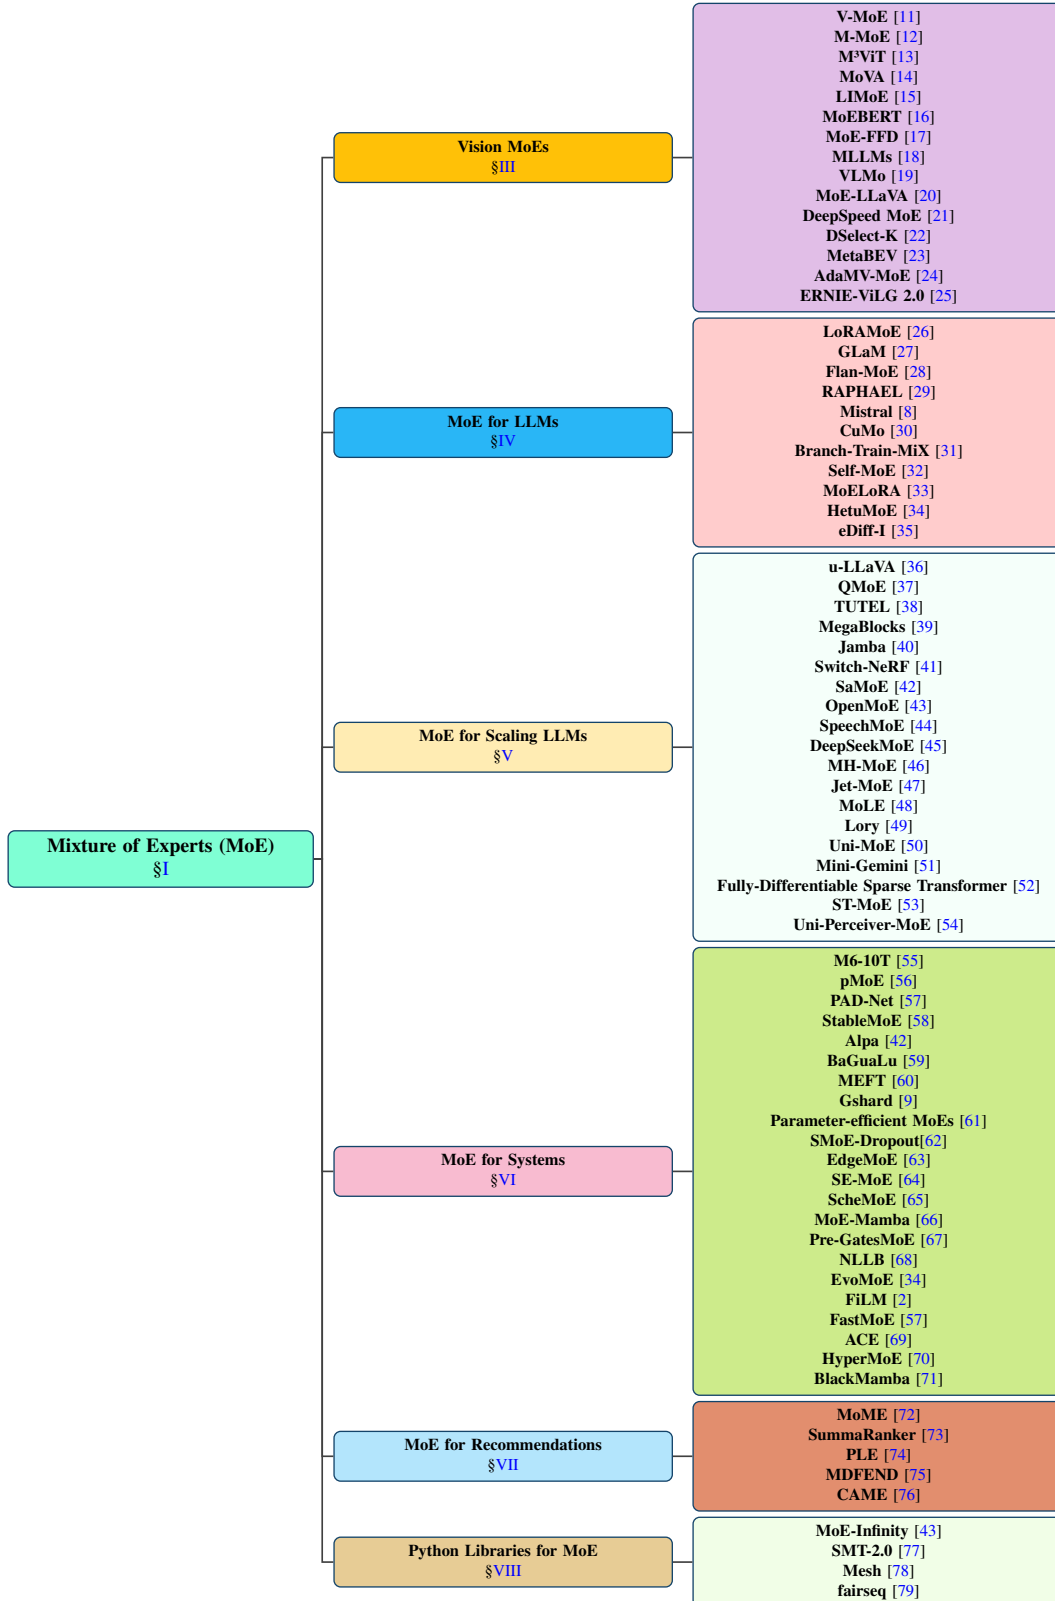 Mixture of Experts (MoE)
§I
Vision MoEs
§III
V-MoE [11]
M-MoE [12]
M³ViT [13]
MoVA [14]
LIMoE [15]
MoEBERT [16]
MoE-FFD [17]
MLLMs [18]
VLMo [19]
MoE-LLaVA [20]
DeepSpeed MoE [21]
DSelect-K [22]
MetaBEV [23]
AdaMV-MoE [24]
ERNIE-ViLG 2.0 [25]
MoE for LLMs
§IV
LoRAMoE [26]
GLaM [27]
Flan-MoE [28]
RAPHAEL [29]
Mistral [8]
CuMo [30]
Branch-Train-MiX [31]
Self-MoE [32]
MoELoRA [33]
HetuMoE [34]
eDiff-I [35]
MoE for Scaling LLMs
§V
u-LLaVA [36]
QMoE [37]
TUTEL [38]
MegaBlocks [39]
Jamba [40]
Switch-NeRF [41]
SaMoE [42]
OpenMoE [43]
SpeechMoE [44]
DeepSeekMoE [45]
MH-MoE [46]
Jet-MoE [47]
MoLE [48]
Lory [49]
Uni-MoE [50]
Mini-Gemini [51]
Fully-Differentiable Sparse Transformer [52]
ST-MoE [53]
Uni-Perceiver-MoE [54]
MoE for Systems
§VI
M6-10T [55]
pMoE [56]
PAD-Net [57]
StableMoE [58]
Alpa [42]
BaGuaLu [59]
MEFT [60]
Gshard [9]
Parameter-efficient MoEs [61]
SMoE-Dropout[62]
EdgeMoE [63]
SE-MoE [64]
ScheMoE [65]
MoE-Mamba [66]
Pre-GatesMoE [67]
NLLB [68]
EvoMoE [34]
FiLM [2]
FastMoE [57]
ACE [69]
HyperMoE [70]
BlackMamba [71]
MoE for Recommendations
§VII
MoME [72]
SummaRanker [73]
PLE [74]
MDFEND [75]
CAME [76]
Python Libraries for MoE
§VIII
MoE-Infinity [43]
SMT-2.0 [77]
Mesh [78]
fairseq [79]